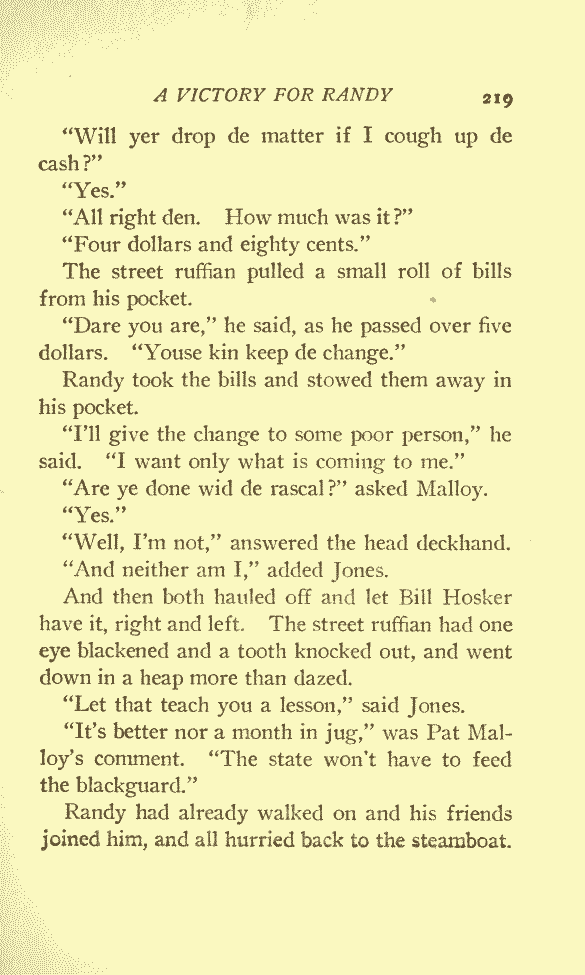 A VICTORY FOR RANDY 219
“Will yer drop de matter if I cough up de
cash?”
“Yes.”
“All right den. How much was it?”
“Four dollars and eighty cents.”
The street ruffian pulled a small roll of bills
from his pocket.
“Dare you are,” he said, as he passed over five
dollars. “Youse kin keep de change.”
Randy took the bills and stowed them away in
his pocket.
“I’ll give the change to some poor person,” he
said. “I want only what is coming to me.”
“Are ye done wid de rascal?” asked Malloy.
“Yes.”
“Well, I’m not,” answered the head deckhand.
“And neither am I,” added Jones.
And then both hauled off and let Bill Hosker
have it, right and left. The street ruffian had one
eye blackened and a tooth knocked out, and went
down in a heap more than dazed.
“Let that teach you a lesson,” said Jones.
“It’s better nor a month in jug,” was Pat Mal-
loy’s comment. “The state won’t have to feed
the blackguard.”
Randy had already walked on and his friends
joined him, and all hurried back to the steamboat.